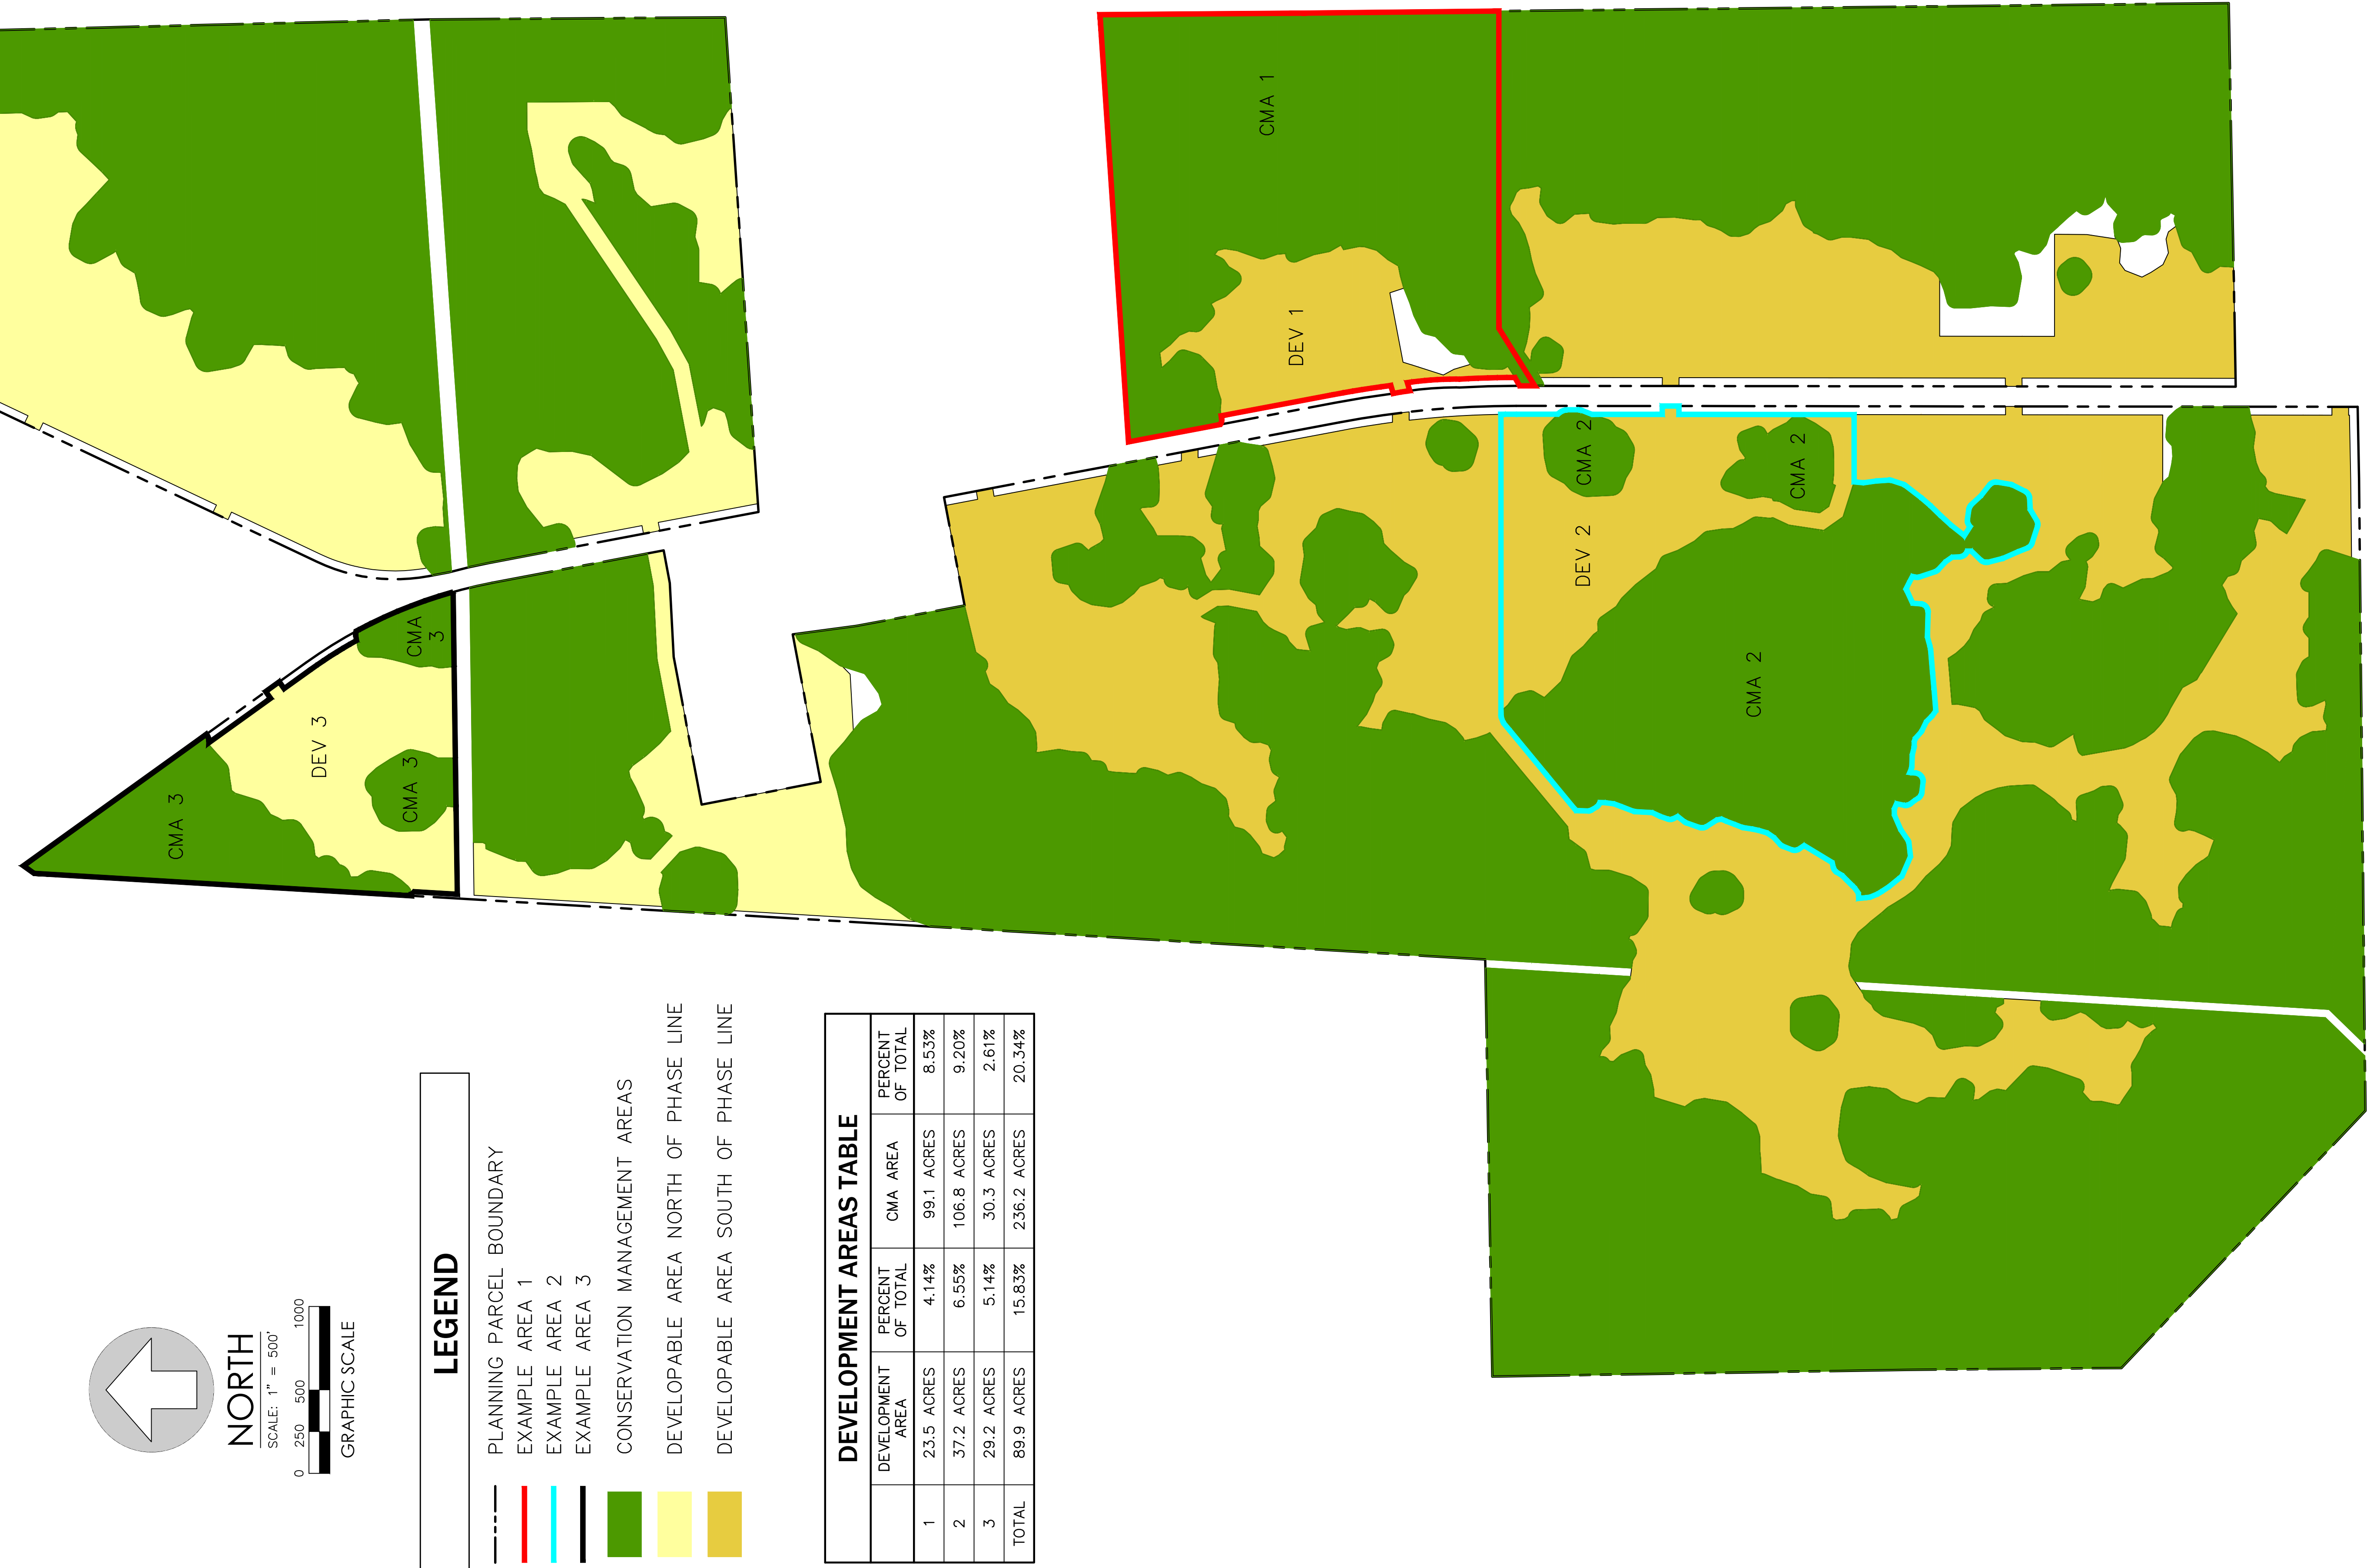 CMA 1
DEV 1
CMA 2
CMA 2
DEV 2
CMA 2
CMA
3
DEV 3
CMA 3
CMA 3
NORTH
SCALE: 1" = 500'
0 250 500 1000
GRAPHIC SCALE
LEGEND
PLANNING PARCEL BOUNDARY
EXAMPLE AREA 1
EXAMPLE AREA 2
EXAMPLE AREA 3
CONSERVATION MANAGEMENT AREAS
DEVELOPABLE AREA NORTH OF PHASE LINE
DEVELOPABLE AREA SOUTH OF PHASE LINE
DEVELOPMENT AREAS TABLE
DEVELOPMENT AREA PERCENT OF TOTAL CMA AREA PERCENT OF TOTAL
1 23.5 ACRES 4.14% 99.1 ACRES 8.53%
2 37.2 ACRES 6.55% 106.8 ACRES 9.20%
3 29.2 ACRES 5.14% 30.3 ACRES 2.61%
TOTAL 89.9 ACRES 15.83% 236.2 ACRES 20.34%